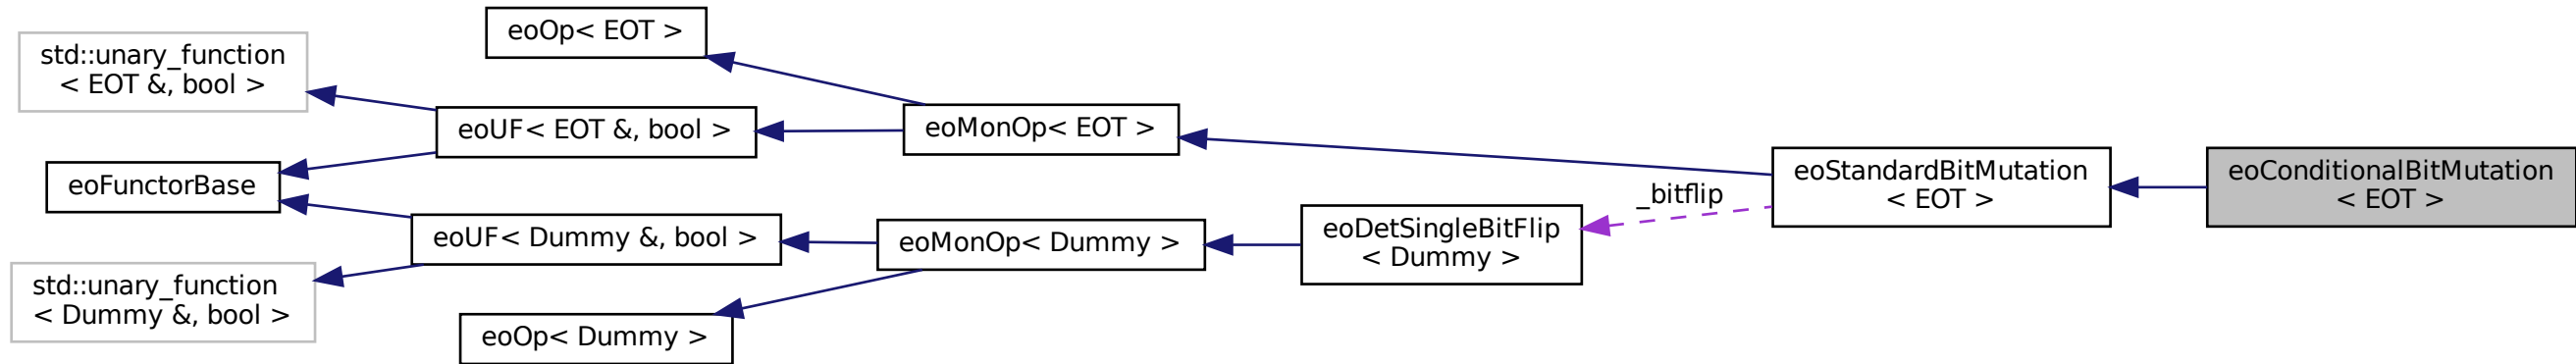 eoOp< EOT >
std::unary_function
< EOT &, bool >
eoUF< EOT &, bool >
eoMonOp< EOT >
eoFunctorBase
eoStandardBitMutation
< EOT >
eoConditionalBitMutation
< EOT >
_bitflip
eoUF< Dummy &, bool >
eoMonOp< Dummy >
eoDetSingleBitFlip
< Dummy >
std::unary_function
< Dummy &, bool >
eoOp< Dummy >